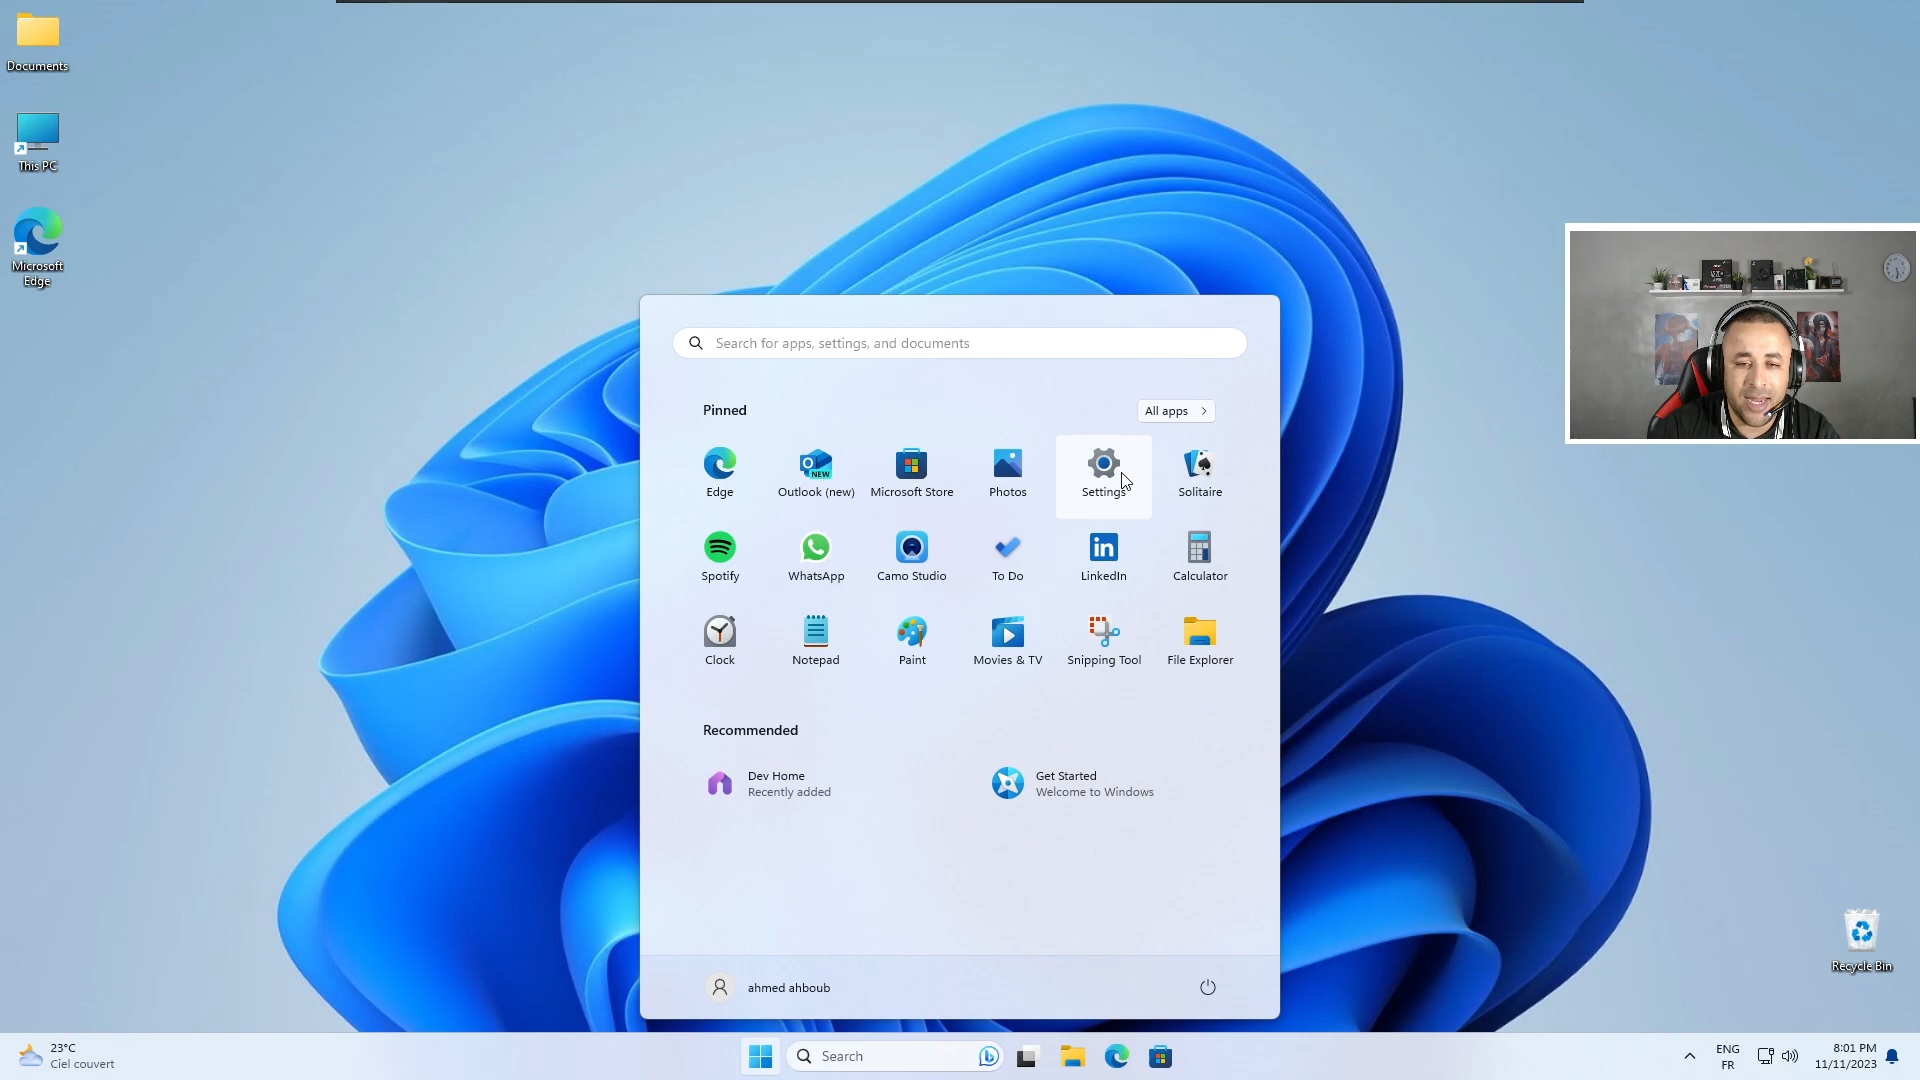 Documents
This PC
Microsoft
Edge
Search for apps, settings, and documents
Pinned
All apps
Edge
Outlook (new)
Microsoft Store
Photos
Settings
Solitaire
NEW
Spotify
WhatsApp
Camo Studio
To Do
LinkedIn
Calculator
in
Clock
Notepad
Paint
Movies & TV
Snipping Tool
File Explorer
Recommended
Dev Home
Recently added
Get Started
Welcome to Windows
ahmed ahboub
Recycle Bin
23°C
Ciel couvert
Search
ENG
FR
8:01 PM
11/11/2023